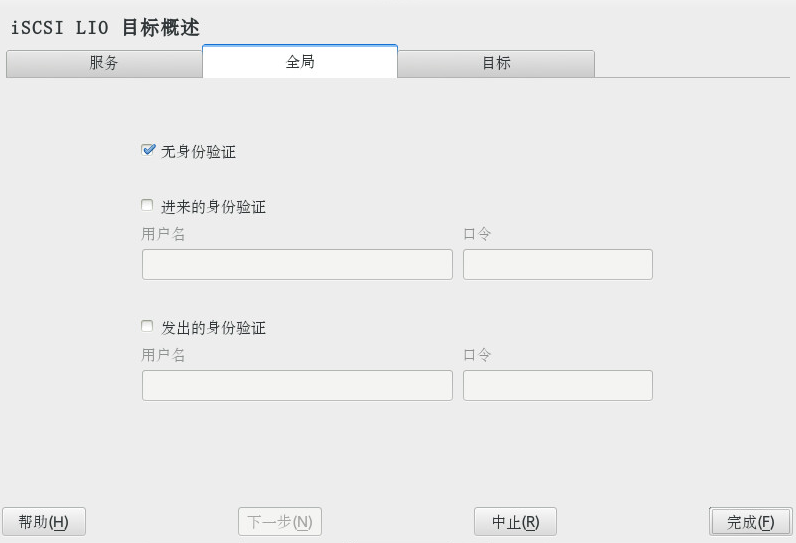 iSCSI LIO 目标概述
服务 全局 目标
无身份验证
进来的身份验证
用户名 口令
发出的身份验证
用户名 口令
帮助(H) 下一步(N) 中止(R) 完成(F)